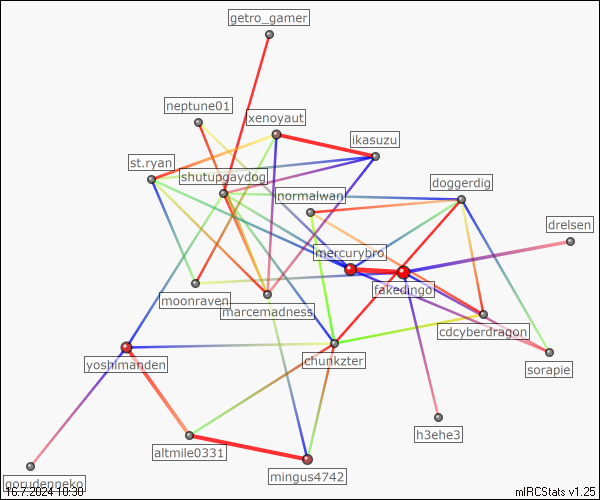 getro_gamer
neptune01
xenoyaut
ikasuzu
st.ryan
shutupgaydog
doggerdig
normalwan
drelsen
mercurybro
fakedingo
moonraven
marcemadness
cdcyberdragon
yoshimanden
chunkzter
sorapie
h3ehe3
altmile0331
mingus4742
gorudenneko
16.7.2024 10:30
mIRCStats v1.25